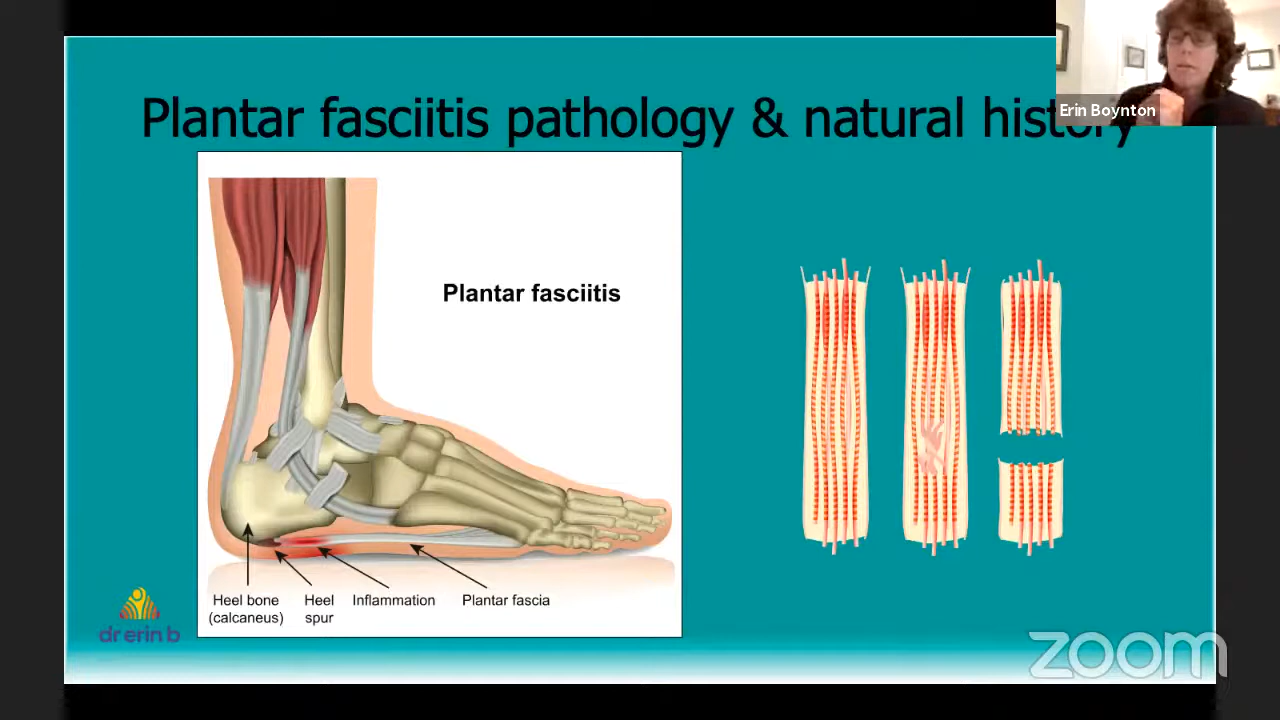 Plantar fasciitis pathology & natural history
Erin Boynton
Plantar fasciitis
Heel bone
(calcaneus)
Heel
spur
Inflammation
Plantar fascia
dr erin b
zoom